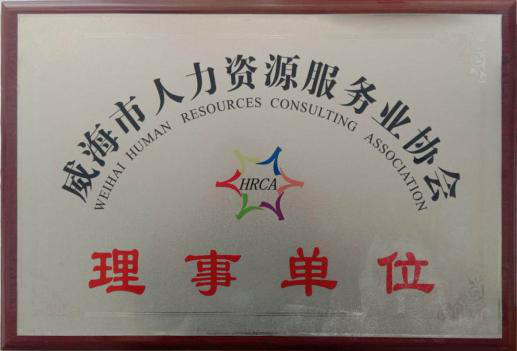 威海市人力资源服务业协会
WEIHAI HUMAN RESOURCES CONSULTING ASSOCIATION
HRCA
理事单位